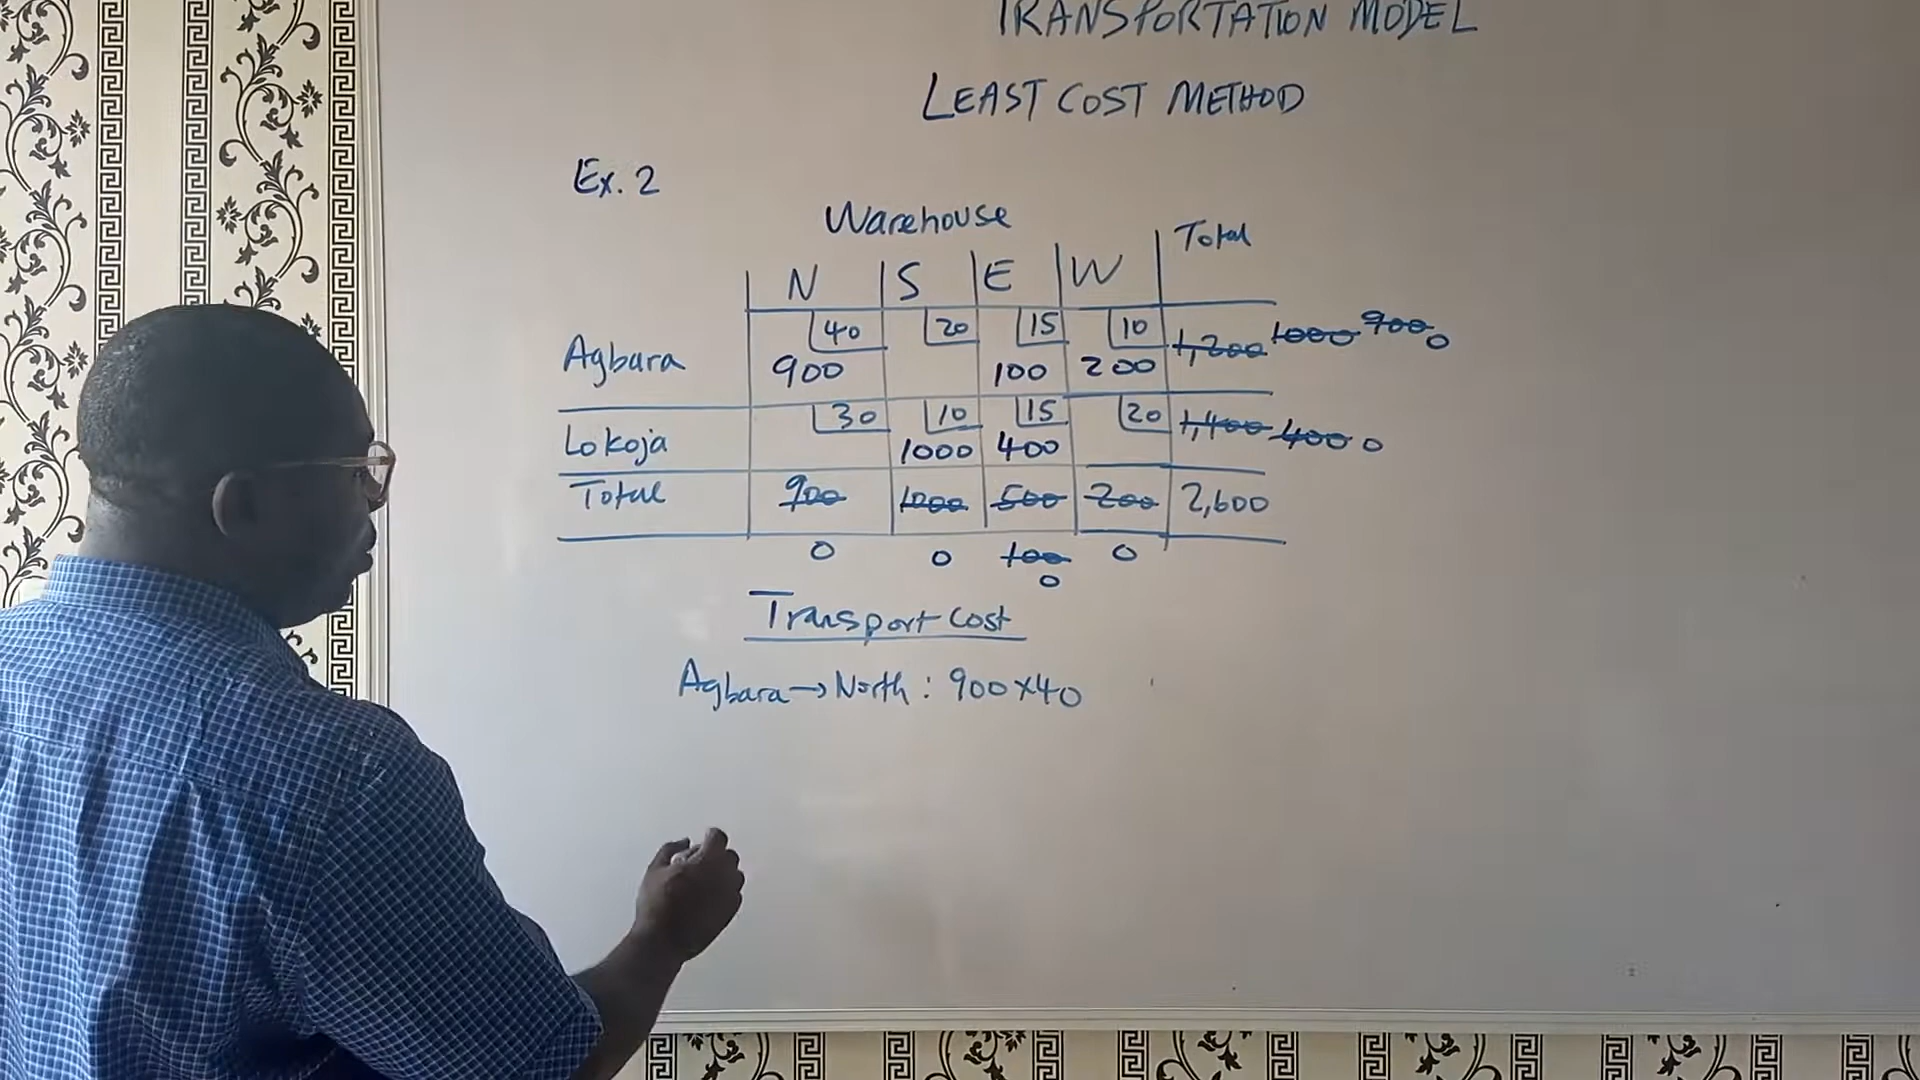 TRANSPORTATION MODEL
LEAST COST METHOD
Ex. 2
Warehouse
N S E W Total
40 20 15 10
Agbara 900 100 200 1,200 1000 900 0
30 10 15 20
Lokoja 1000 400 1,400 400 0
Total 900 1000 500 200 2,600
0 0 100 0
0
Transport Cost
Agbara → North : 900 x 40